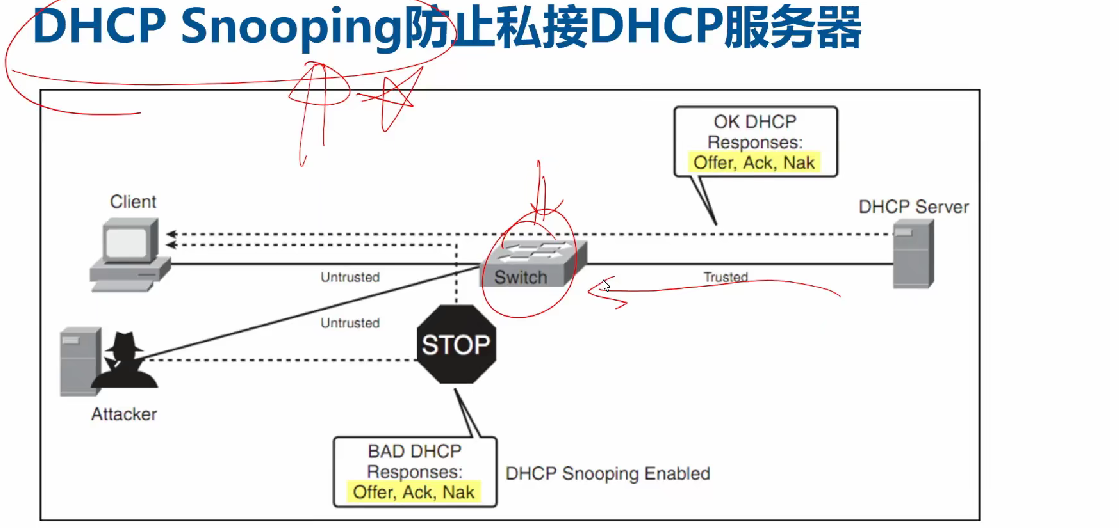 DHCP Snooping防止私接DHCP服务器
OK DHCP
Responses:
Offer, Ack, Nak
Client
DHCP Server
Untrusted
Switch
Trusted
Untrusted
STOP
Attacker
BAD DHCP
Responses:
Offer, Ack, Nak
DHCP Snooping Enabled